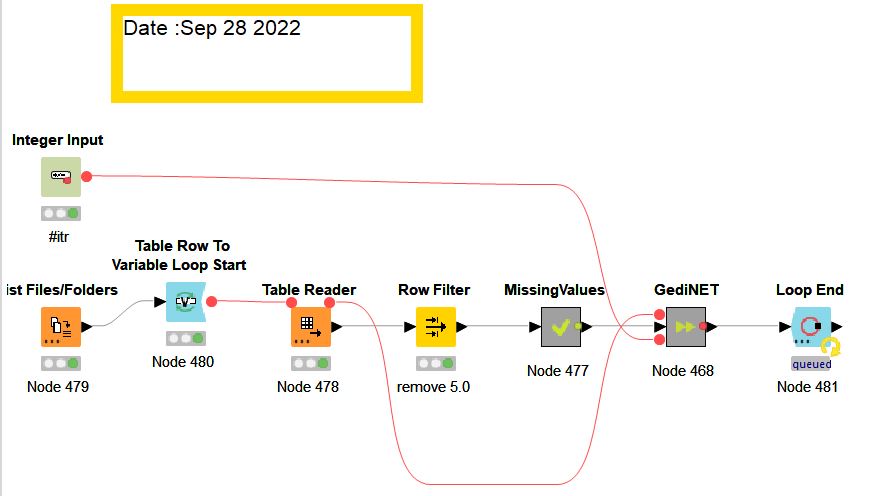 Date :Sep 28 2022
Integer Input
#itr
Table Row To
Variable Loop Start
ist Files/Folders
Table Reader
Row Filter
MissingValues
GediNET
Loop End
queued
Node 479
Node 480
Node 478
remove 5.0
Node 477
Node 468
Node 481